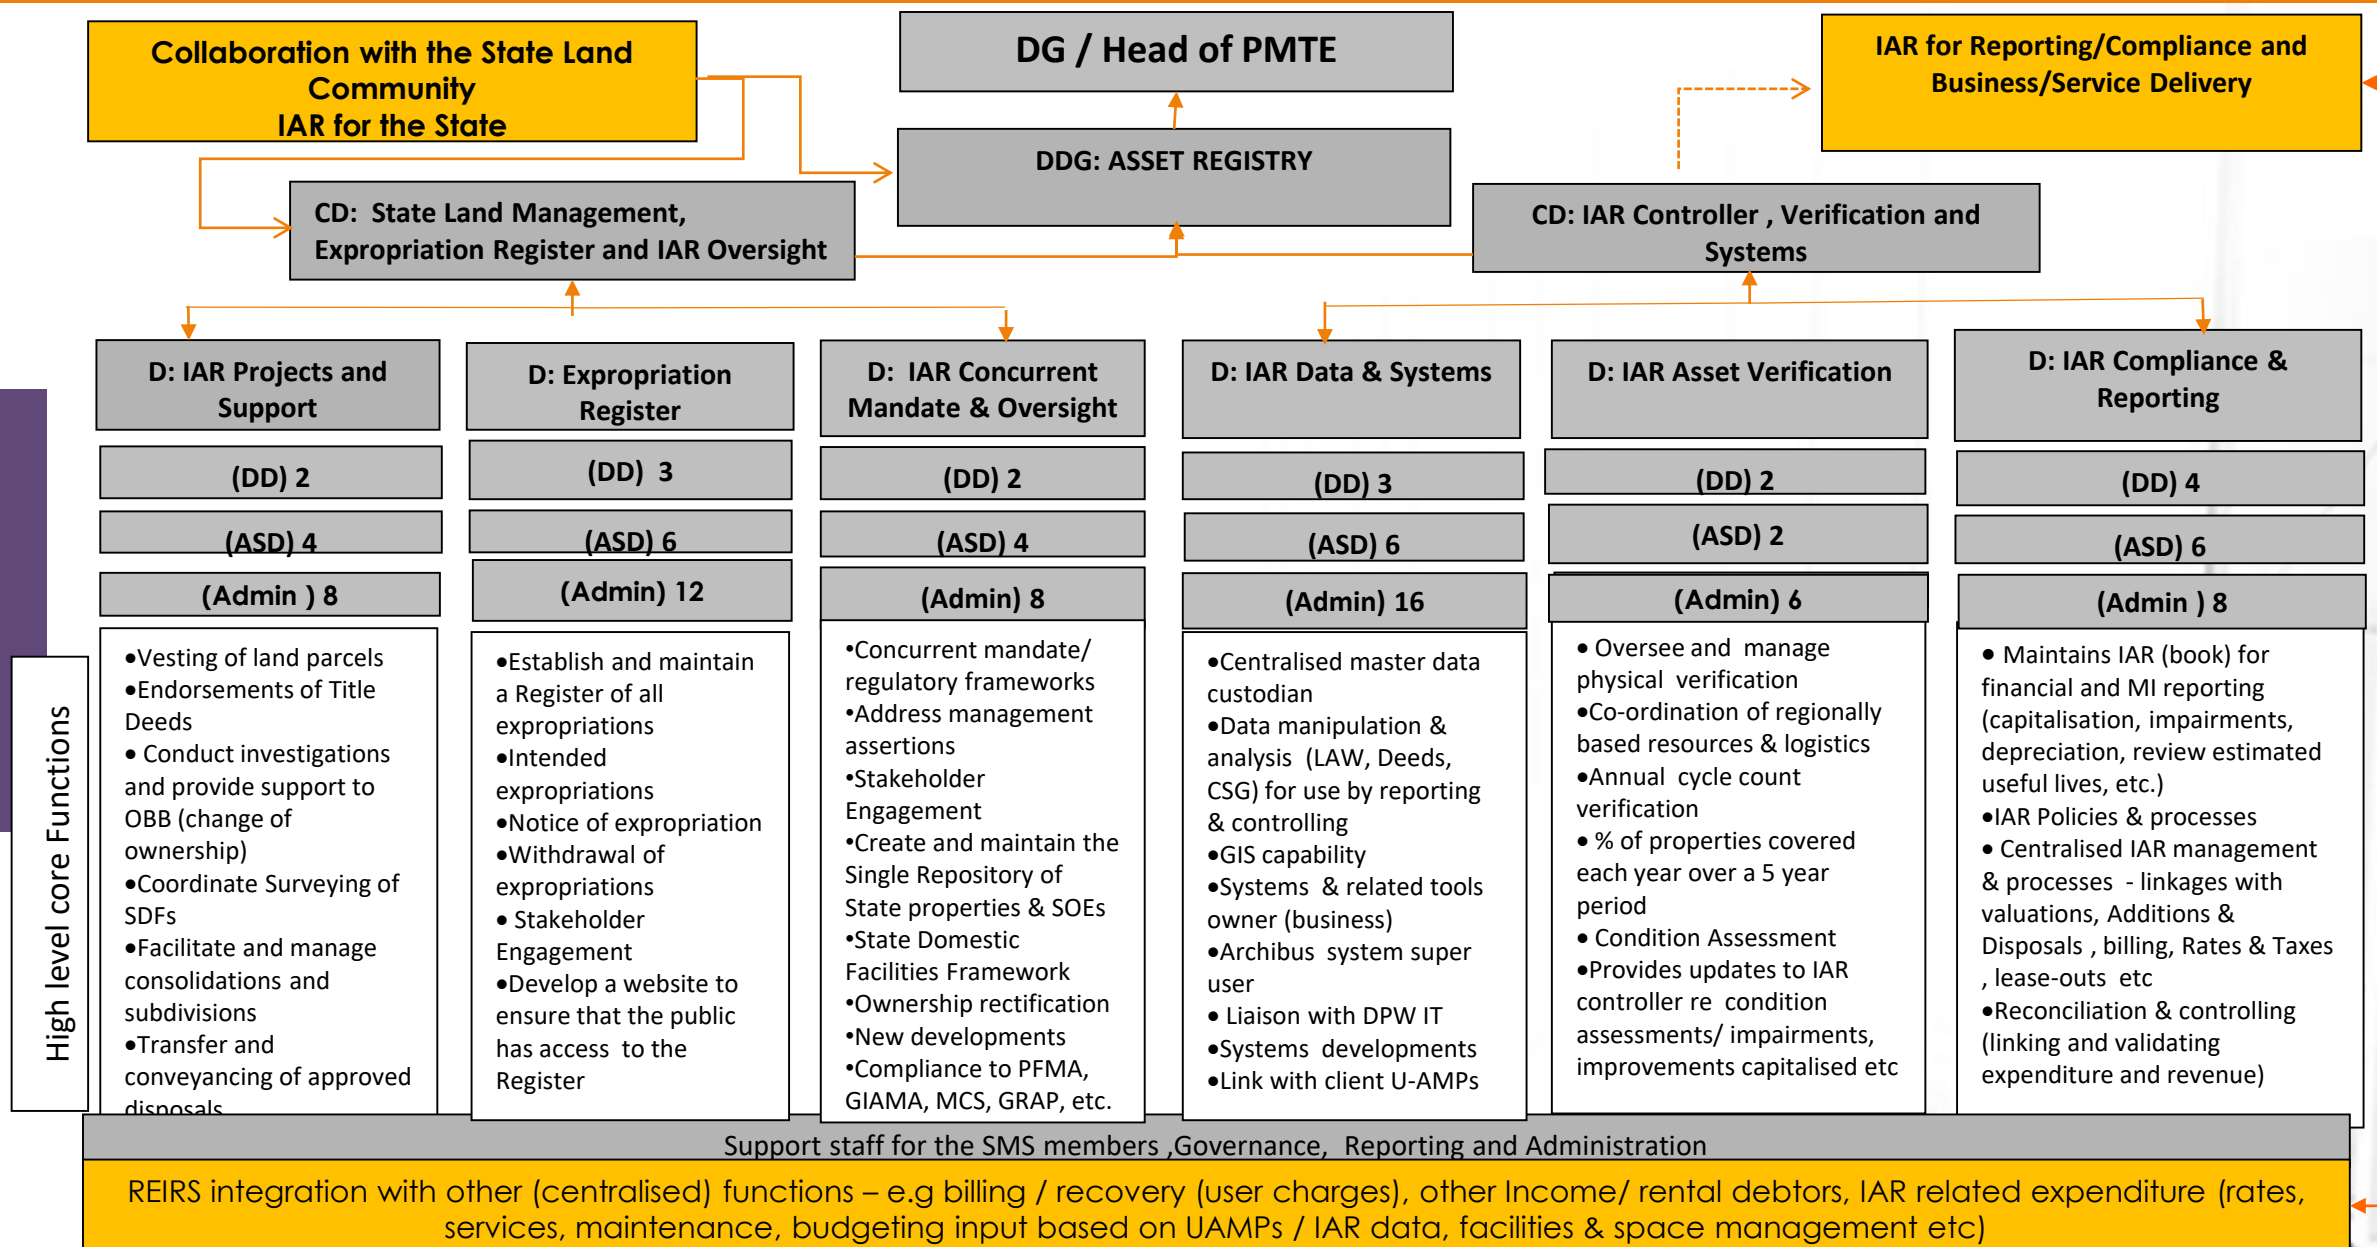 Collaboration with the State Land
Community
IAR for the State
DG / Head of PMTE
IAR for Reporting/Compliance and
Business/Service Delivery
DDG: ASSET REGISTRY
CD:  State Land Management,
Expropriation Register and IAR Oversight
CD: IAR Controller , Verification and
Systems
D: IAR Projects and
Support
(DD) 2
(ASD) 4
(Admin ) 8
•Vesting of land parcels
•Endorsements of Title
Deeds
• Conduct investigations
and provide support to
OBB (change of
ownership)
•Coordinate Surveying of
SDFs
•Facilitate and manage
consolidations and
subdivisions
•Transfer and
conveyancing of approved
disposals
D: Expropriation
Register
(DD)  3
(ASD) 6
(Admin) 12
•Establish and maintain
a Register of all
expropriations
•Intended
expropriations
•Notice of expropriation
•Withdrawal of
expropriations
• Stakeholder
Engagement
•Develop a website to
ensure that the public
has access  to the
Register
D:  IAR Concurrent
Mandate & Oversight
(DD) 2
(ASD) 4
(Admin) 8
•Concurrent mandate/
regulatory frameworks
•Address management
assertions
•Stakeholder
Engagement
•Create and maintain the
Single Repository of
State properties & SOEs
•State Domestic
Facilities Framework
•Ownership rectification
•New developments
•Compliance to PFMA,
GIAMA, MCS, GRAP, etc.
D: IAR Data & Systems
(DD) 3
(ASD) 6
(Admin) 16
•Centralised master data
custodian
•Data manipulation &
analysis  (LAW, Deeds,
CSG) for use by reporting
& controlling
•GIS capability
•Systems  & related tools
owner (business)
•Archibus  system super
user
• Liaison with DPW IT
•Systems  developments
•Link with client U-AMPs
D: IAR Asset Verification
(DD) 2
(ASD) 2
(Admin) 6
• Oversee and  manage
physical  verification
•Co-ordination of regionally
based resources & logistics
•Annual  cycle count
verification
• % of properties covered
each year over a 5 year
period
• Condition Assessment
•Provides updates to IAR
controller re  condition
assessments/ impairments,
improvements capitalised etc
D: IAR Compliance &
Reporting
(DD) 4
(ASD) 6
(Admin ) 8
• Maintains IAR (book) for
financial and MI reporting
(capitalisation, impairments,
depreciation, review estimated
useful lives, etc.)
•IAR Policies & processes
• Centralised IAR management
& processes  - linkages with
valuations, Additions &
Disposals , billing, Rates & Taxes
, lease-outs  etc
•Reconciliation & controlling
(linking and validating
expenditure and revenue)
High level core Functions
Support staff for the SMS members ,Governance,  Reporting and Administration
REIRS integration with other (centralised) functions – e.g billing / recovery (user charges), other Income/ rental debtors, IAR related expenditure (rates,
services, maintenance, budgeting input based on UAMPs / IAR data, facilities & space management etc)